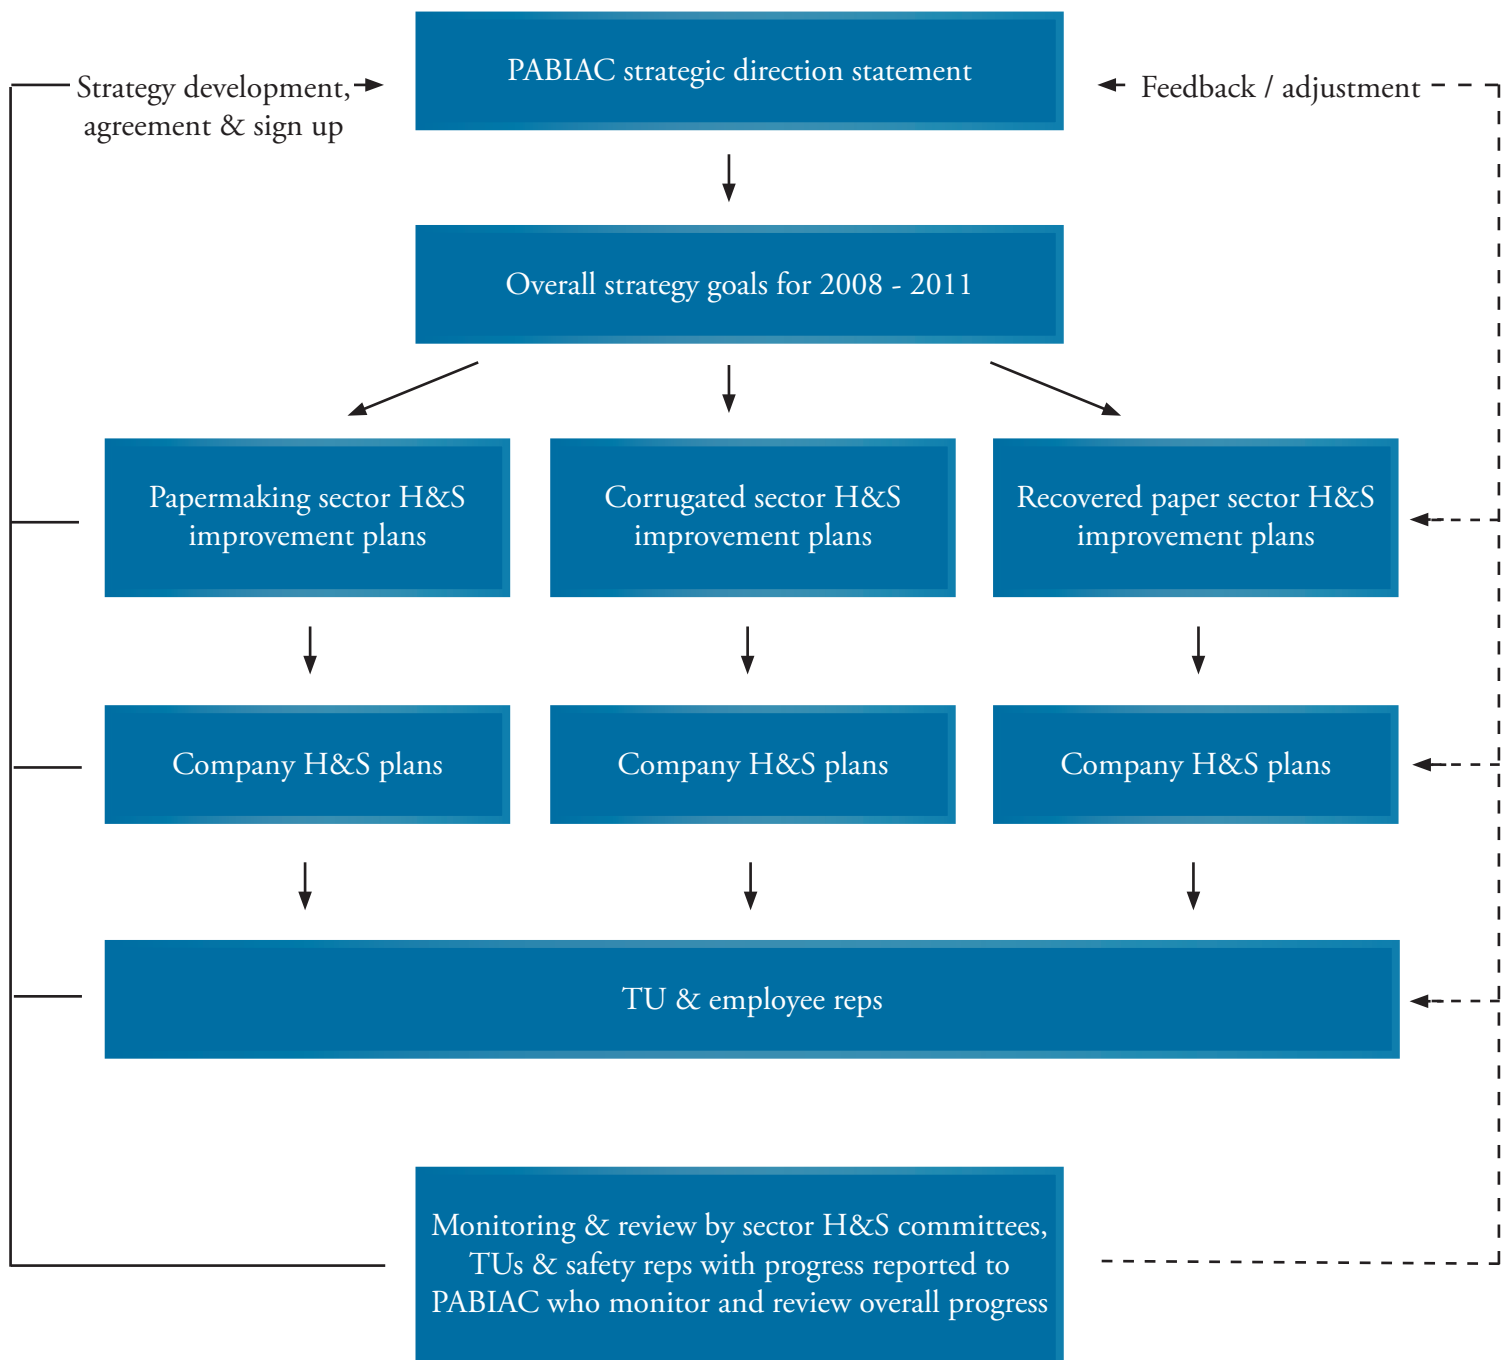 PABIAC strategic direction statement
Strategy development,
agreement & sign up
Feedback / adjustment
Overall strategy goals for 2008 - 2011
Papermaking sector H&S
improvement plans
Corrugated sector H&S
improvement plans
Recovered paper sector H&S
improvement plans
Company H&S plans
Company H&S plans
Company H&S plans
TU & employee reps
Monitoring & review by sector H&S committees,
TUs & safety reps with progress reported to
PABIAC who monitor and review overall progress